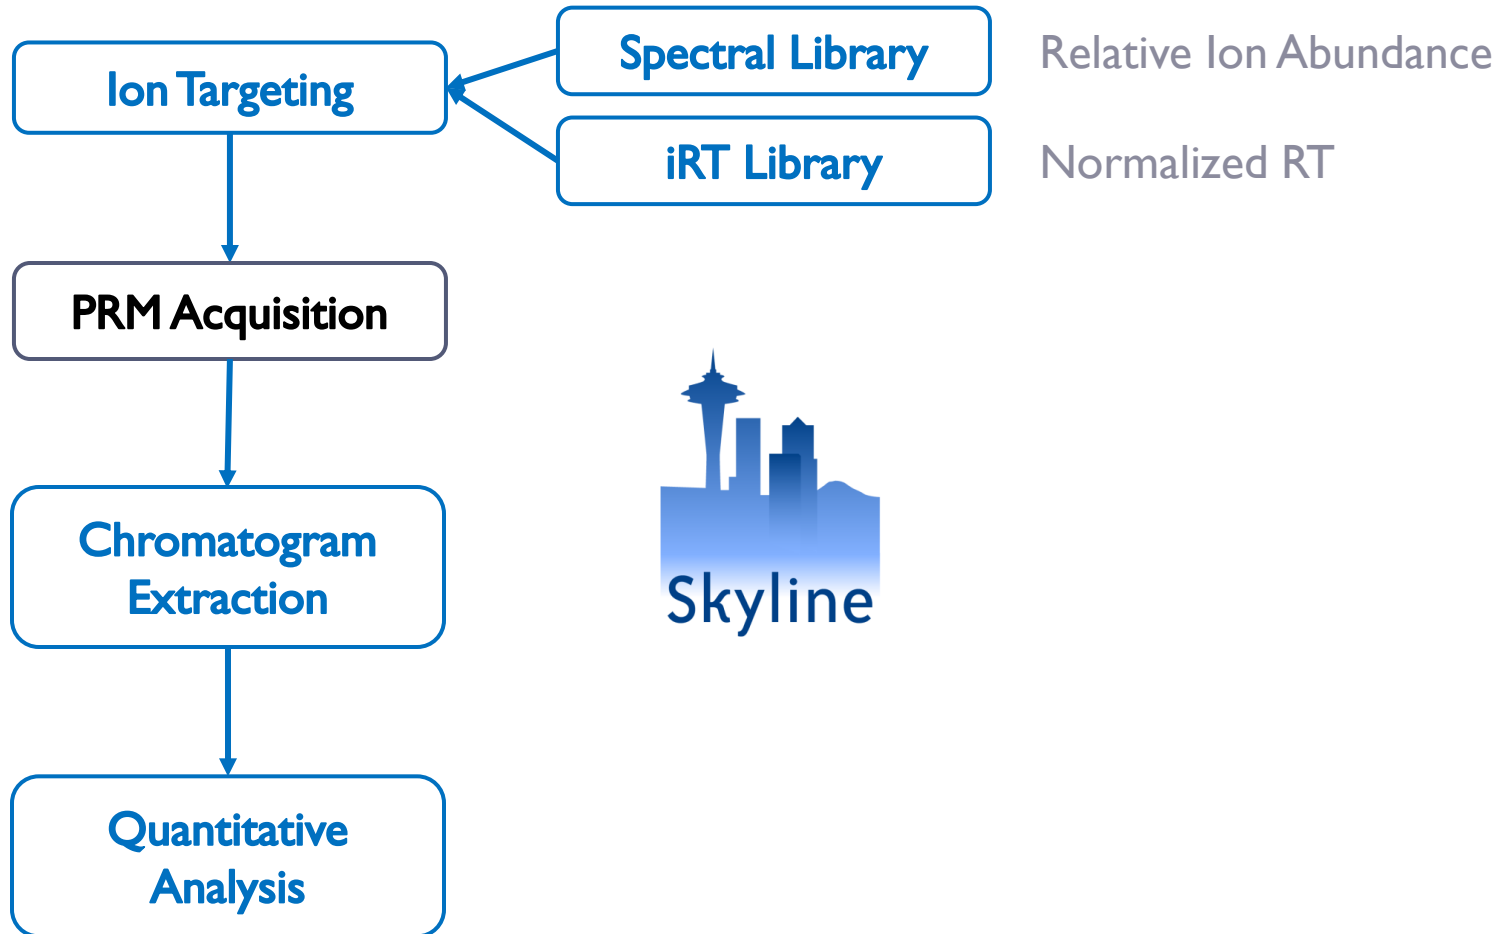 Spectral Library
Relative Ion Abundance
Ion Targeting
iRT Library
Normalized RT
PRM Acquisition
Chromatogram
Extraction
Skyline
Quantitative
Analysis